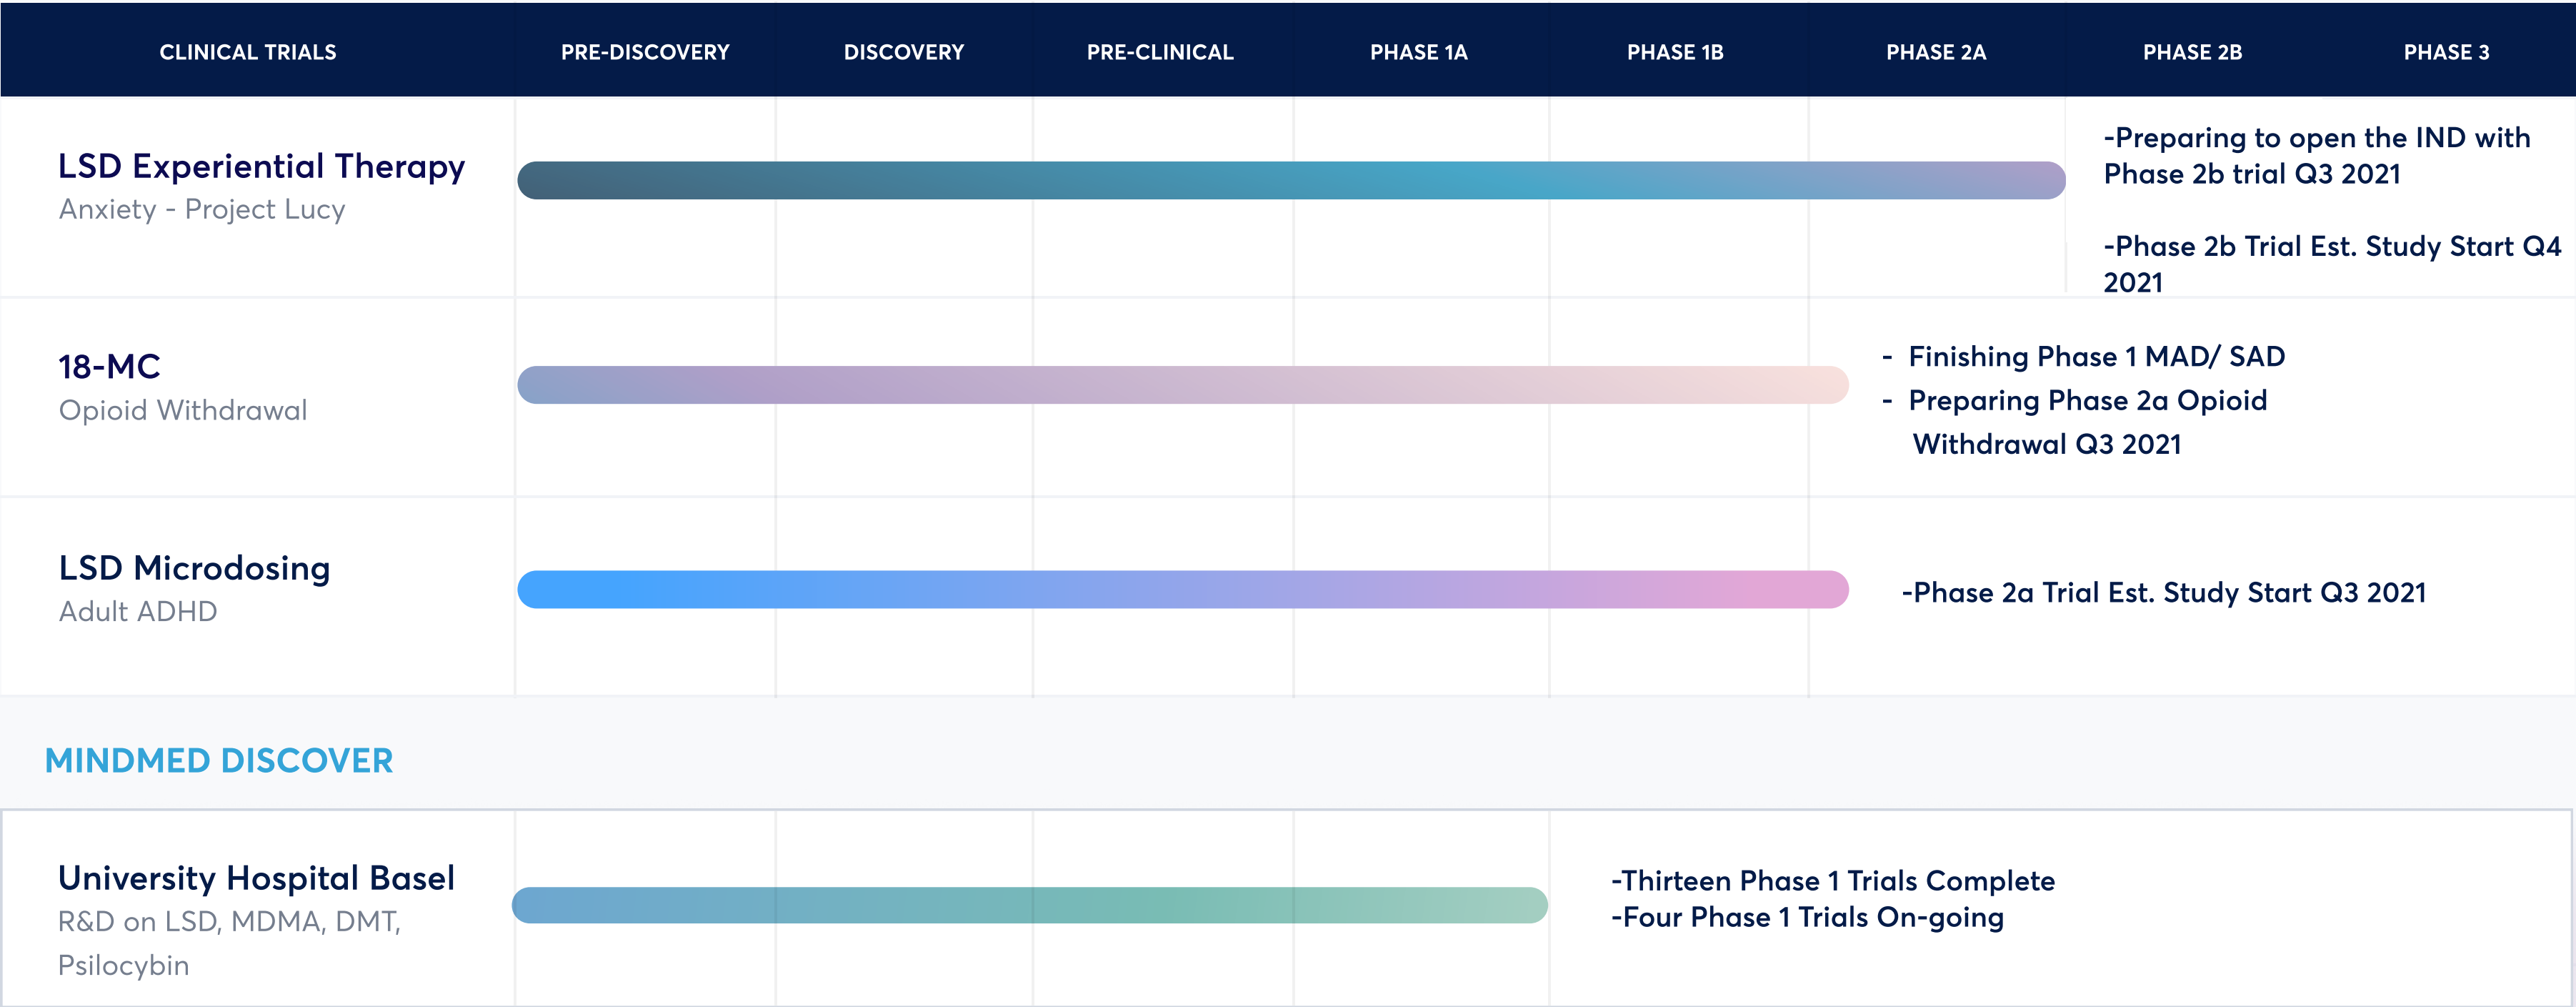 CLINICAL TRIALS PRE-DISCOVERY DISCOVERY PRE-CLINICAL PHASE 1A PHASE 1B PHASE 2A PHASE 2B PHASE 3
LSD Experiential Therapy
Anxiety - Project Lucy
-Preparing to open the IND with
Phase 2b trial Q3 2021
-Phase 2b Trial Est. Study Start Q4
2021
18-MC
Opioid Withdrawal
- Finishing Phase 1 MAD/ SAD
- Preparing Phase 2a Opioid
Withdrawal Q3 2021
LSD Microdosing
Adult ADHD
-Phase 2a Trial Est. Study Start Q3 2021
MINDMED DISCOVER
University Hospital Basel
R&D on LSD, MDMA, DMT,
Psilocybin
-Thirteen Phase 1 Trials Complete
-Four Phase 1 Trials On-going